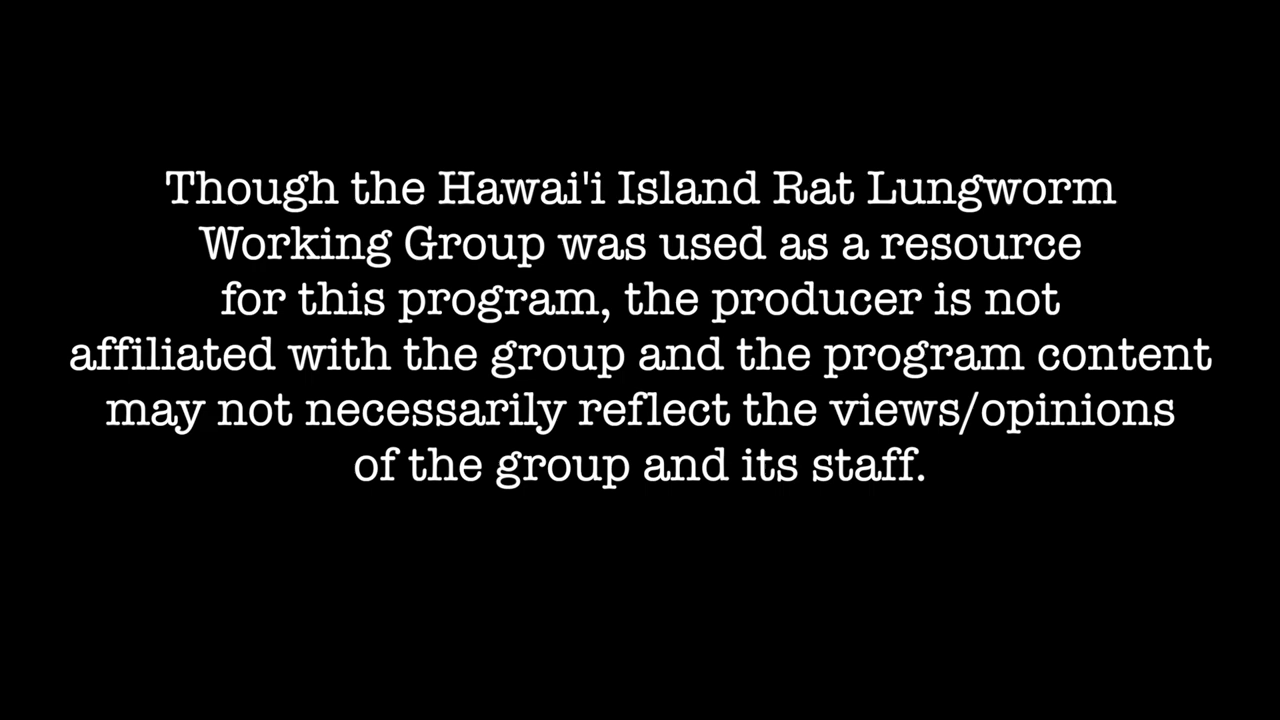 Though the Hawai'i Island Rat Lungworm
Working Group was used as a resource
for this program, the producer is not
affiliated with the group and the program content
may not necessarily reflect the views/opinions
of the group and its staff.